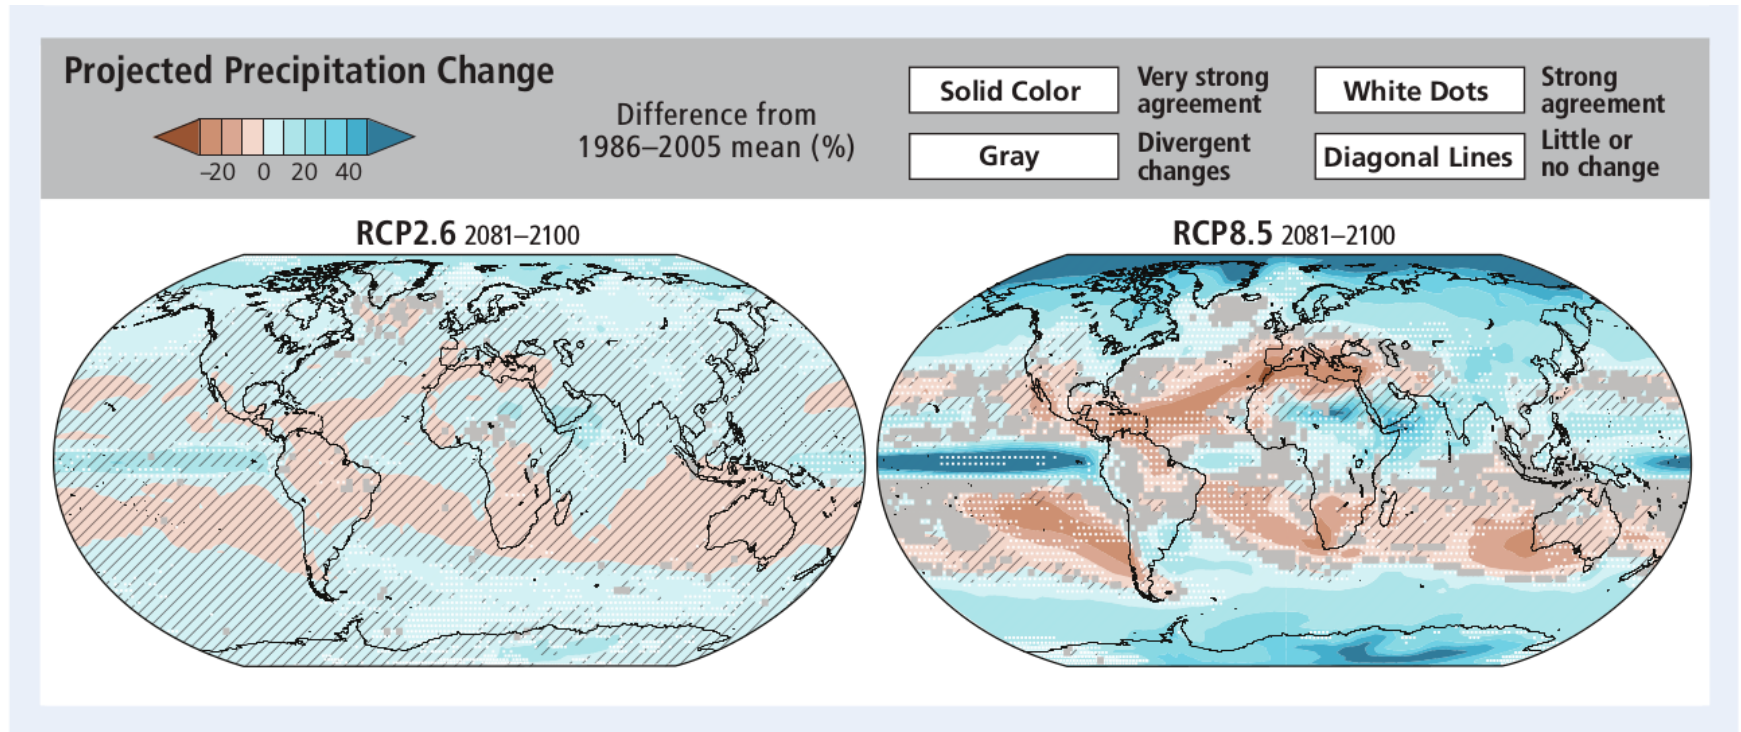 Projected Precipitation Change
–20 0 20 40
Difference from
1986–2005 mean (%)
Solid Color
Very strong
agreement
White Dots
Strong
agreement
Gray
Divergent
changes
Diagonal Lines
Little or
no change
RCP2.6 2081–2100
RCP8.5 2081–2100